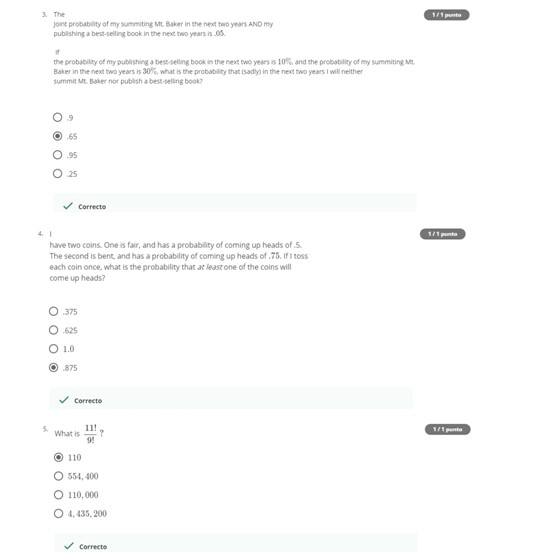 3. The
1 / 1 punto
joint probability of my summiting Mt. Baker in the next two years AND my
publishing a best-selling book in the next two years is .05.
If
the probability of my publishing a best-selling book in the next two years is 10%, and the probability of my summiting Mt.
Baker in the next two years is 30%, what is the probability that (sadly) in the next two years I will neither
summit Mt. Baker nor publish a best-selling book?
.9
.65
.95
.25
Correcto
4. I
1 / 1 punto
have two coins. One is fair, and has a probability of coming up heads of .5.
The second is bent, and has a probability of coming up heads of .75. If I toss
each coin once, what is the probability that at least one of the coins will
come up heads?
.375
.625
1.0
.875
Correcto
5. What is 11!/9! ?
1 / 1 punto
110
554, 400
110, 000
4, 435, 200
Correcto